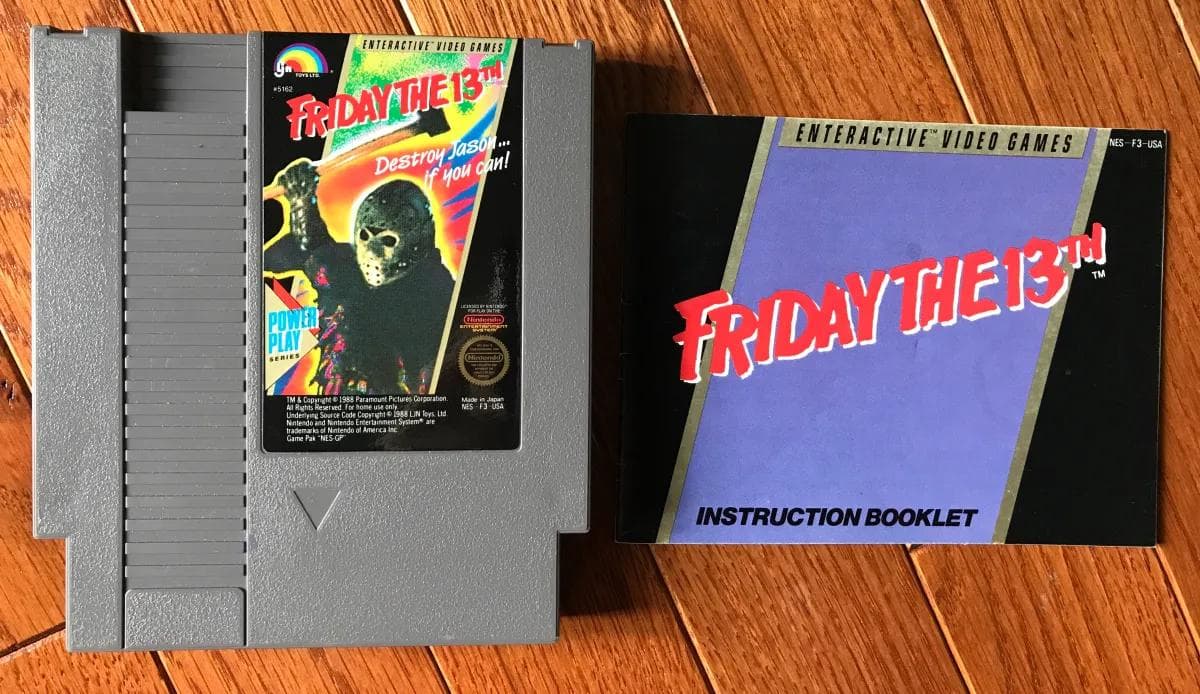 ENTERACTIVE™ VIDEO GAMES
LJN
TOYS LTD.
#5162
FRIDAY THE 13TH
Destroy Jason...
if you can!
POWER
PLAY
SERIES
LICENSED BY NINTENDO
FOR PLAY ON THE
Nintendo
ENTERTAINMENT
SYSTEM
Nintendo
TM & Copyright © 1988 Paramount Pictures Corporation.
All Rights Reserved. For home use only.
Underlying Source Code Copyright © 1988 LJN Toys, Ltd.
Nintendo and Nintendo Entertainment System® are
trademarks of Nintendo of America Inc.
Game Pak "NES-GP"
Made in Japan
NES-F3-USA
ENTERACTIVE™ VIDEO GAMES
NES-F3-USA
FRIDAY THE 13TH™
INSTRUCTION BOOKLET